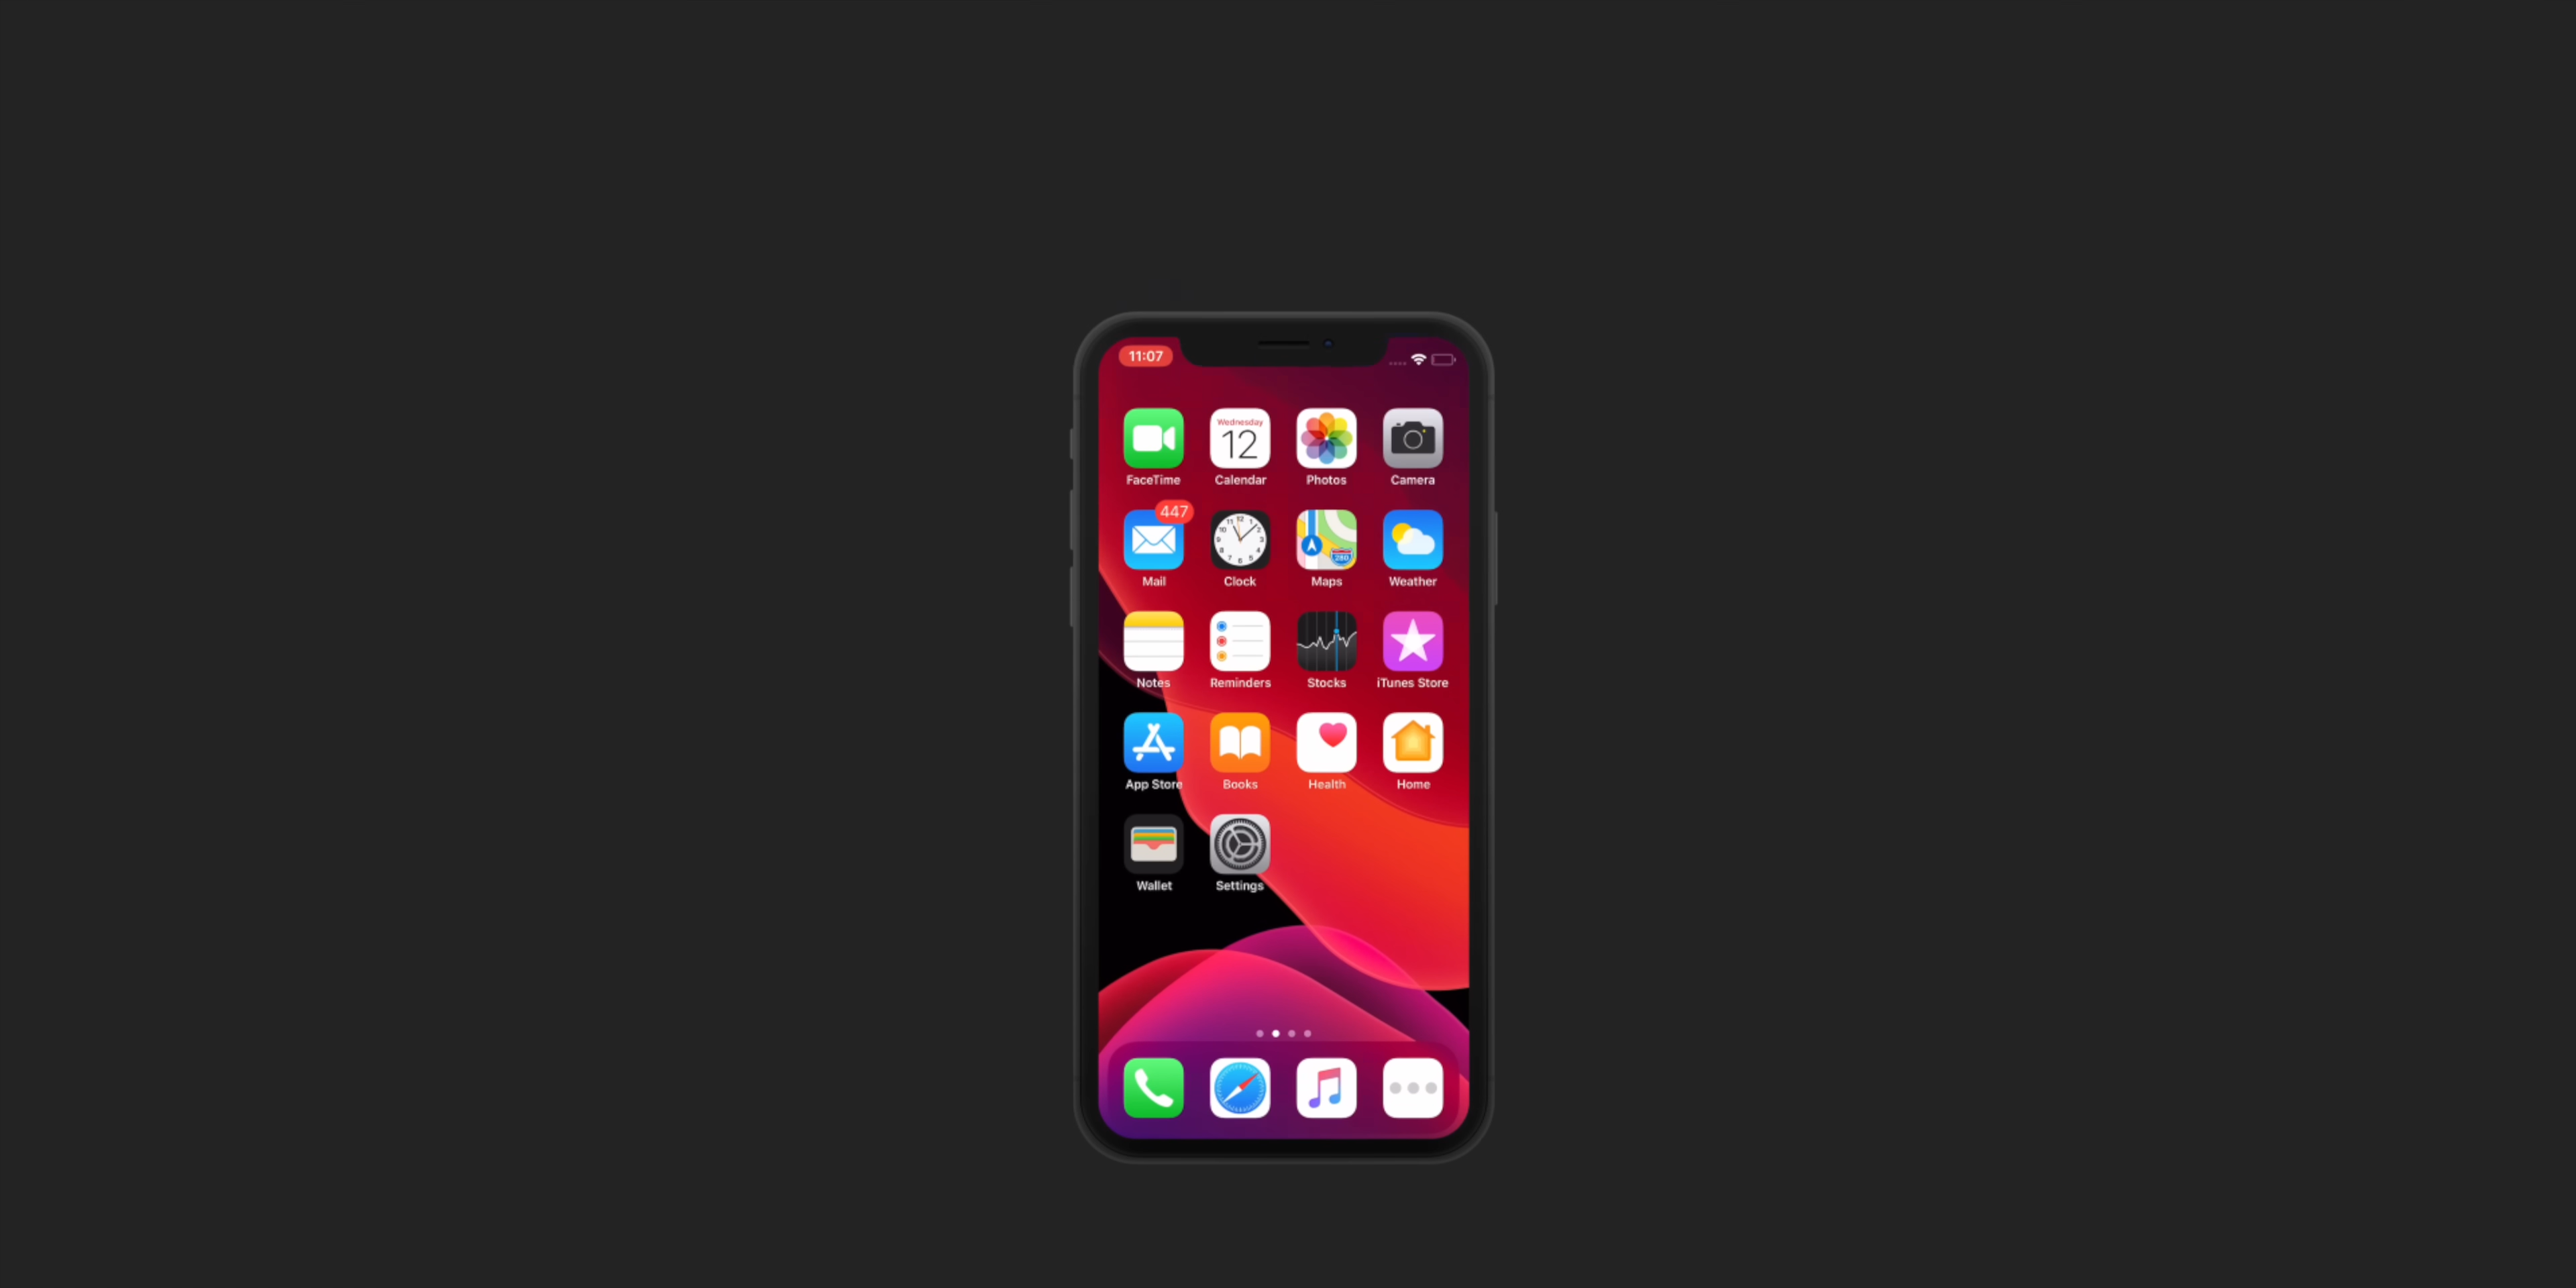 11:07
Wednesday
12
FaceTime Calendar Photos Camera
447
280
Mail Clock Maps Weather
Notes Reminders Stocks iTunes Store
App Store Books Health Home
Wallet Settings